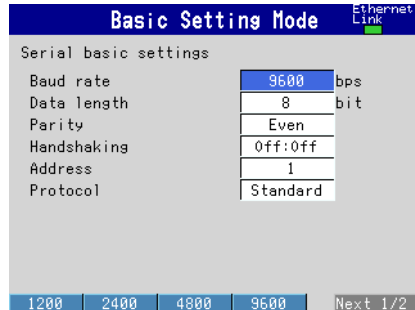 Basic Setting Mode
Ethernet
Link
Serial basic settings
Baud rate 9600 bps
Data length 8 bit
Parity Even
Handshaking Off:Off
Address 1
Protocol Standard
1200 2400 4800 9600 Next 1/2